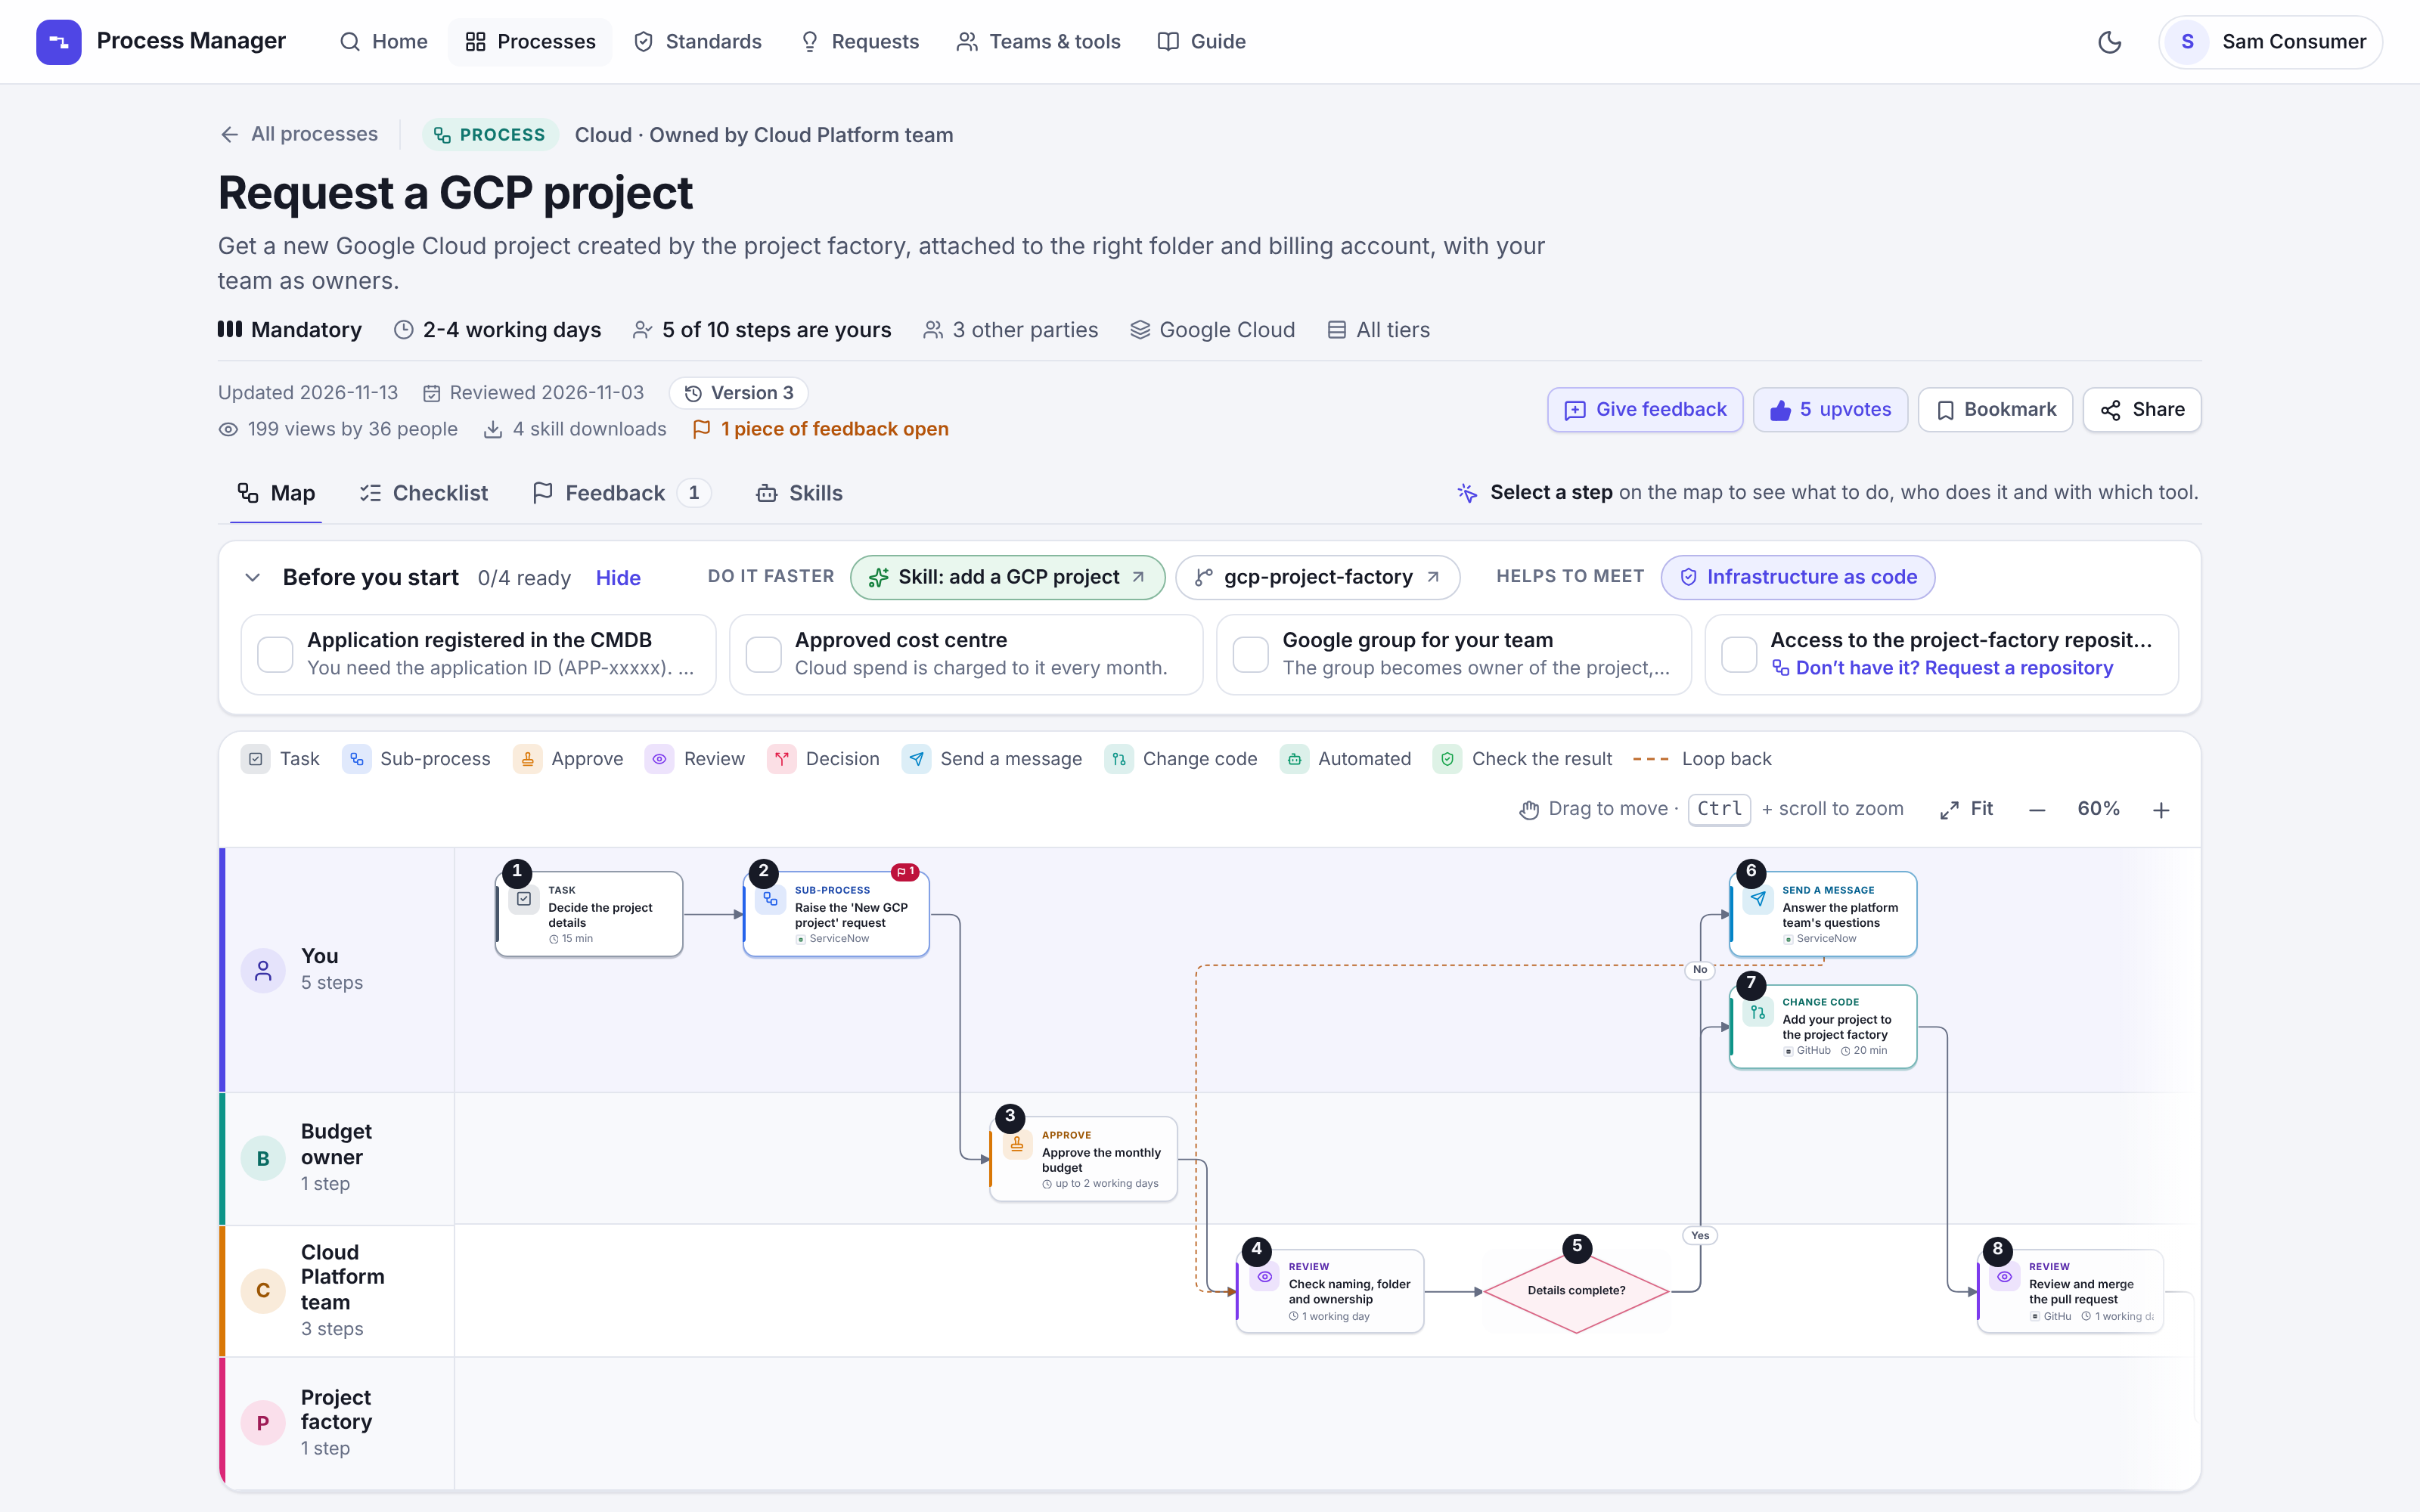 Process Manager
Home
Processes
Standards
Requests
Teams & tools
Guide
S
Sam Consumer
All processes
PROCESS
Cloud · Owned by Cloud Platform team
Request a GCP project
Get a new Google Cloud project created by the project factory, attached to the right folder and billing account, with your
team as owners.
Mandatory
2-4 working days
5 of 10 steps are yours
3 other parties
Google Cloud
All tiers
Updated 2026-11-13
Reviewed 2026-11-03
Version 3
199 views by 36 people
4 skill downloads
1 piece of feedback open
Give feedback
5 upvotes
Bookmark
Share
Map
Checklist
Feedback 1
Skills
Select a step on the map to see what to do, who does it and with which tool.
Before you start
0/4 ready
Hide
DO IT FASTER
Skill: add a GCP project
gcp-project-factory
HELPS TO MEET
Infrastructure as code
Application registered in the CMDB
You need the application ID (APP-xxxxx). ...
Approved cost centre
Cloud spend is charged to it every month.
Google group for your team
The group becomes owner of the project,...
Access to the project-factory reposit...
Don't have it? Request a repository
Task
Sub-process
Approve
Review
Decision
Send a message
Change code
Automated
Check the result
Loop back
Drag to move · Ctrl + scroll to zoom
Fit
60%
You
5 steps
1
TASK
Decide the project
details
15 min
2
1
SUB-PROCESS
Raise the 'New GCP
project' request
ServiceNow
6
SEND A MESSAGE
Answer the platform
team's questions
ServiceNow
No
7
CHANGE CODE
Add your project to
the project factory
GitHub
20 min
B
Budget
owner
1 step
3
APPROVE
Approve the monthly
budget
up to 2 working days
C
Cloud
Platform
team
3 steps
4
REVIEW
Check naming, folder
and ownership
1 working day
5
Details complete?
Yes
8
REVIEW
Review and merge
the pull request
GitHu
1 working da
P
Project
factory
1 step